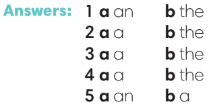 Answers: 1 a an b the
2 a a b the
3 a a b the
4 a a b the
5 a an b a